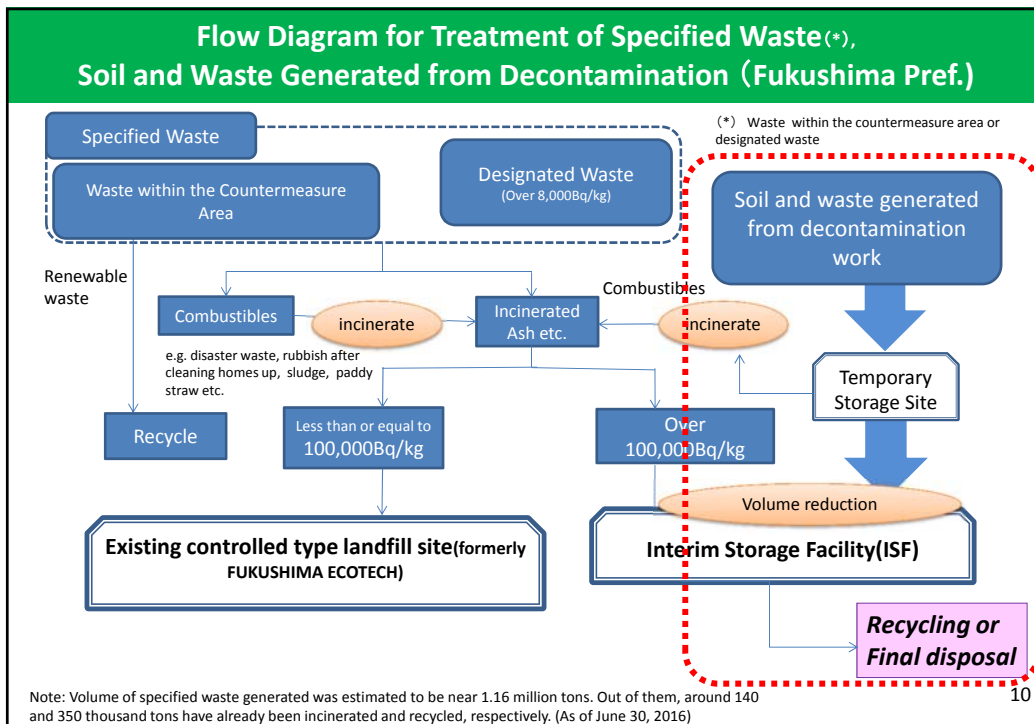 Flow Diagram for Treatment of Specified Waste(*),
Soil and Waste Generated from Decontamination (Fukushima Pref.)
(*) Waste within the countermeasure area or
designated waste
Specified Waste
Waste within the Countermeasure
Area
Designated Waste
(Over 8,000Bq/kg)
Soil and waste generated
from decontamination
work
Renewable
waste
Combustibles
incinerate
Incinerated
Ash etc.
Combustibles
incinerate
e.g. disaster waste, rubbish after
cleaning homes up, sludge, paddy
straw etc.
Temporary
Storage Site
Recycle
Less than or equal to
100,000Bq/kg
Over
100,000Bq/kg
Volume reduction
Existing controlled type landfill site(formerly
FUKUSHIMA ECOTECH)
Interim Storage Facility(ISF)
Recycling or
Final disposal
Note: Volume of specified waste generated was estimated to be near 1.16 million tons. Out of them, around 140
and 350 thousand tons have already been incinerated and recycled, respectively. (As of June 30, 2016)
10